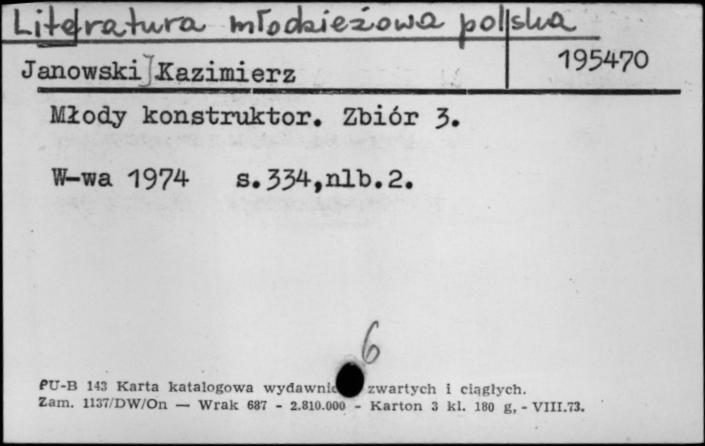 Literatura młodzieżowa polska
195470
Janowski Kazimierz
Młody konstruktor. Zbiór 3.
W-wa 1974 s.334,nlb.2.
6
PU-B 143 Karta katalogowa wydawnic zwartych i ciągłych.
Zam. 1137/DW/On — Wrak 687 - 2.810.000 - Karton 3 kl. 180 g, - VIII.73.